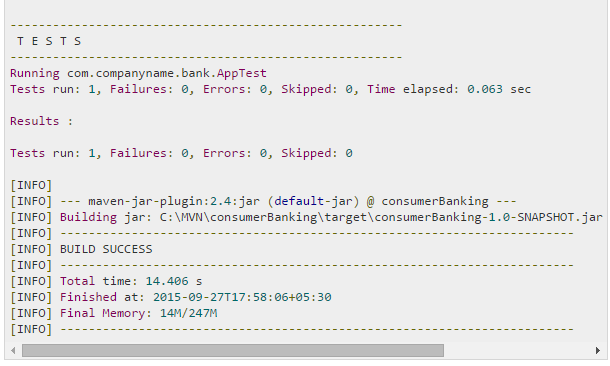 -------------------------------------------------------
 T E S T S
-------------------------------------------------------
Running com.companyname.bank.AppTest
Tests run: 1, Failures: 0, Errors: 0, Skipped: 0, Time elapsed: 0.063 sec
Results :
Tests run: 1, Failures: 0, Errors: 0, Skipped: 0
[INFO]
[INFO] --- maven-jar-plugin:2.4:jar (default-jar) @ consumerBanking ---
[INFO] Building jar: C:\MVN\consumerBanking\target\consumerBanking-1.0-SNAPSHOT.jar
[INFO] ------------------------------------------------------------------------
[INFO] BUILD SUCCESS
[INFO] ------------------------------------------------------------------------
[INFO] Total time: 14.406 s
[INFO] Finished at: 2015-09-27T17:58:06+05:30
[INFO] Final Memory: 14M/247M
[INFO] ------------------------------------------------------------------------